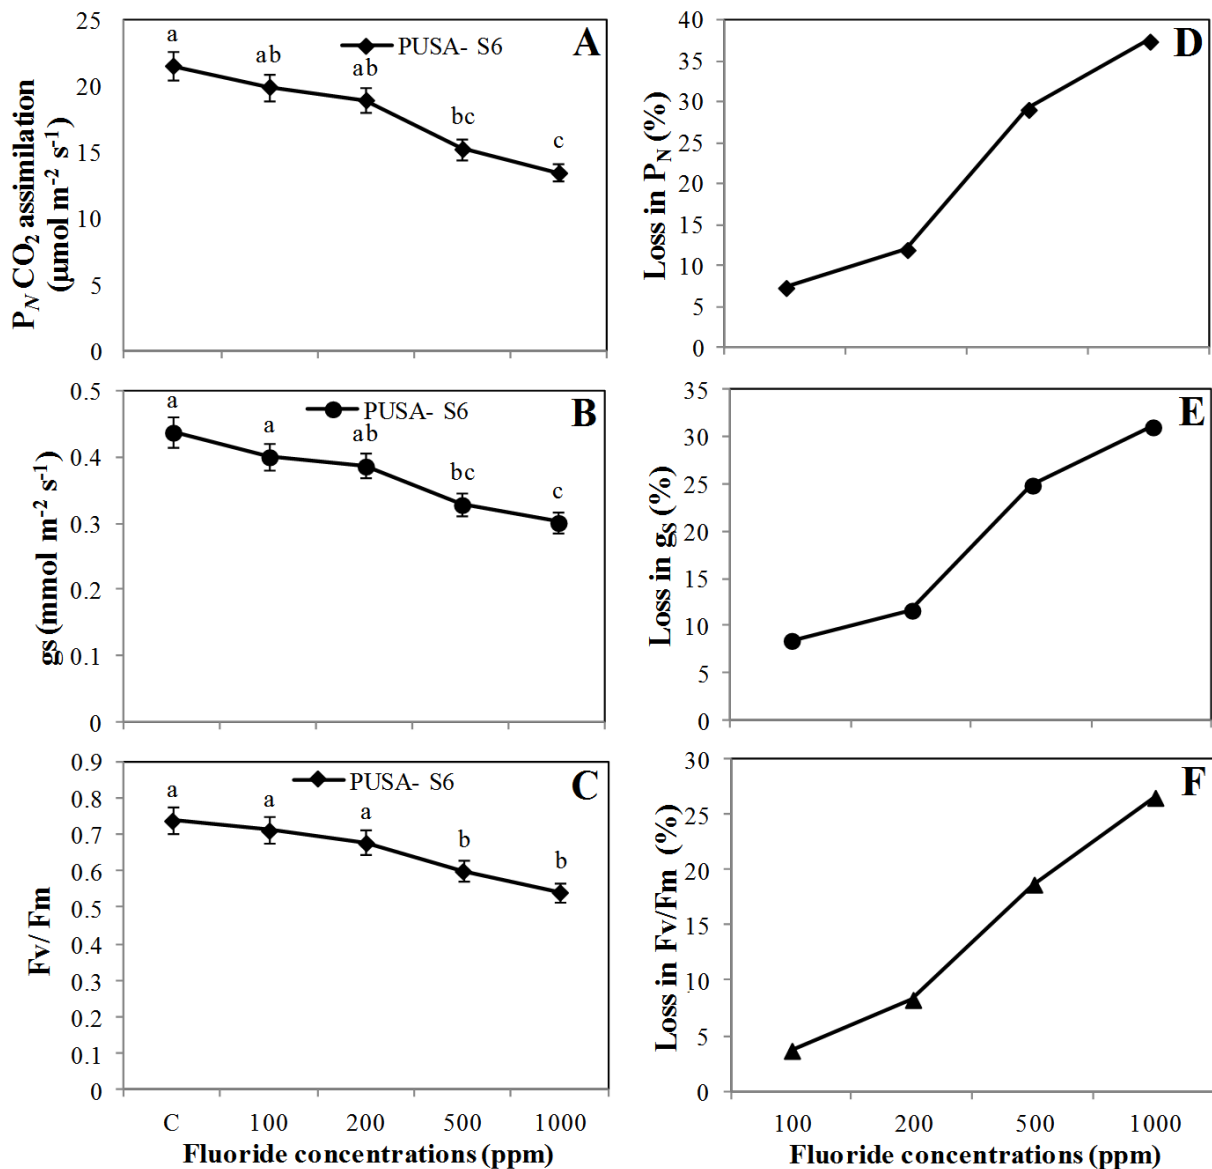 25
20
15
10
5
0
P_N CO₂ assimilation
(μmol m⁻² s⁻¹)
PUSA- S6
A
a
ab
ab
bc
c
40
35
30
25
20
15
10
5
0
Loss in P_N (%)
D
0.5
0.4
0.3
0.2
0.1
0
gs (mmol m⁻² s⁻¹)
PUSA- S6
B
a
a
ab
bc
c
35
30
25
20
15
10
5
0
Loss in g_S (%)
E
0.9
0.8
0.7
0.6
0.5
0.4
0.3
0.2
0.1
0
Fv/ Fm
PUSA- S6
C
a
a
a
b
b
C 100 200 500 1000
Fluoride concentrations (ppm)
30
25
20
15
10
5
0
Loss in Fv/Fm (%)
F
100 200 500 1000
Fluoride concentrations (ppm)